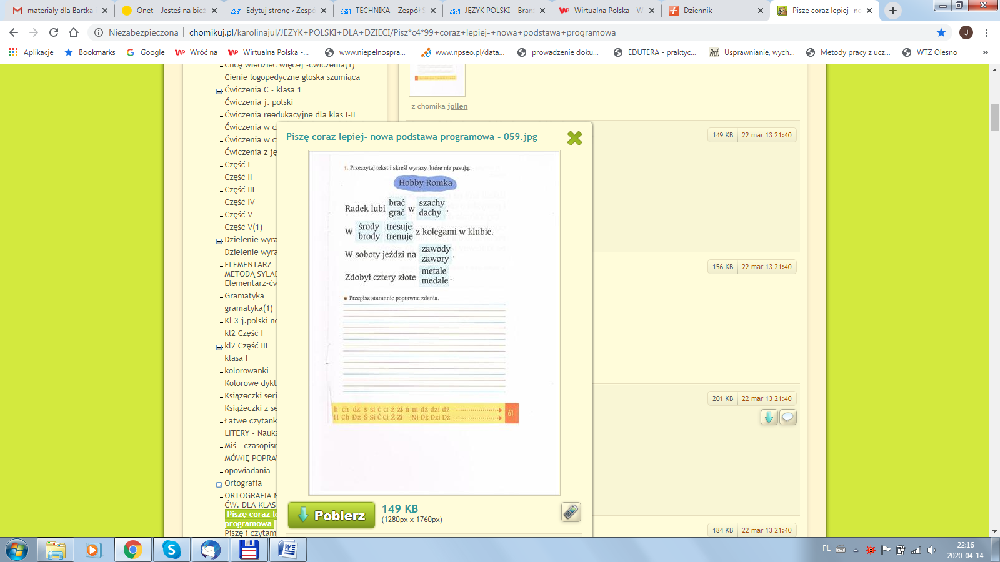 materiały dla Bartka
Onet – Jesteś na bież
Edytuj stronę ‹ Zespó
TECHNIKA – Zespół S
JĘZYK POLSKI – Bran
Wirtualna Polska - W
Dziennik
Piszę coraz lepiej- no
Niezabezpieczona
chomikuj.pl/karolinajul/JEZYK+POLSKI+DLA+DZIECI/Pisz*c4*99+coraz+lepiej-+nowa+podstawa+programowa
J
Aplikacje
Bookmarks
Google
Wróć na
Wirtualna Polska -...
www.niepelnospra...
www.npseo.pl/data...
prowadzenie doku...
EDUTERA - praktyc...
Prof.
Usprawnianie, wych...
Metody pracy z ucz...
WTZ Olesno
»
Chcę wiedzieć więcej -ćwiczenia(1)
Cienie logopedyczne głoska szumiąca
Ćwiczenia C - klasa 1
Ćwiczenia j. polski
Ćwiczenia reedukacyjne dla klas I-II
Ćwiczenia w cz
Ćwiczenia w cz
Ćwiczenia z ję
Część I
Część II
Część III
Część IV
Część V
Część V(1)
Dzielenie wyra
Dzielenie wyra
ELEMENTARZ -
METODĄ SYLAB
Elementarz-ćw
Gramatyka
gramatyka(1)
Kl 3 j.polski no
kl2 Część I
kl2 Część III
klasa I
kolorowanki
Kolorowe dykt
Książeczki seri
Książeczki z se
Łatwe czytank
LITERY - Nauka
Miś - czasopism
MÓWIĘ POPRAW
opowiadania
Ortografia
ORTOGRAFIA N
ĆW. DLA KLAS
Piszę coraz le
programowa
Piszę i czytam
z chomika jollen
149 KB 22 mar 13 21:40
156 KB 22 mar 13 21:40
201 KB 22 mar 13 21:40
184 KB 22 mar 13 21:40
Piszę coraz lepiej- nowa podstawa programowa - 059.jpg
1. Przeczytaj tekst i skreśl wyrazy, które nie pasują.
Hobby Romka
Radek lubi brać grać w szachy dachy .
W środy brody tresuje trenuje z kolegami w klubie.
W soboty jeździ na zawody zawory .
Zdobył cztery złote metale medale .
Przepisz starannie poprawne zdania.
h ch dz ś si ć ci ź zi ń ni dź dzi dż
H Ch Dz Ś Si Ć Ci Ź Zi Ni Dź Dzi Dż
61
Pobierz
149 KB
(1280px x 1760px)
PL
22:16
2020-04-14